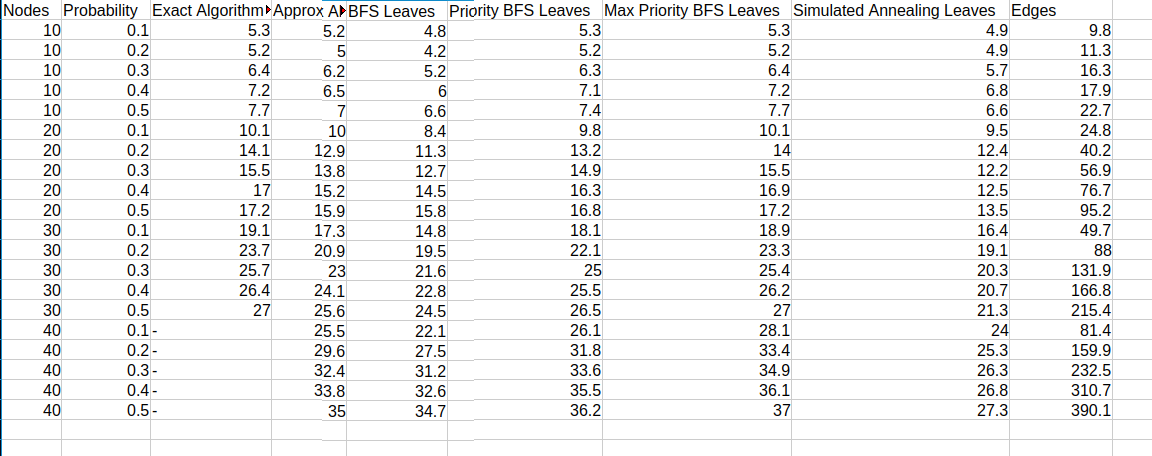 Nodes Probability Exact Algorithm Approx Al BFS Leaves Priority BFS Leaves Max Priority BFS Leaves Simulated Annealing Leaves Edges
10 0.1 5.3 5.2 4.8 5.3 5.3 4.9 9.8
10 0.2 5.2 5 4.2 5.2 5.2 4.9 11.3
10 0.3 6.4 6.2 5.2 6.3 6.4 5.7 16.3
10 0.4 7.2 6.5 6 7.1 7.2 6.8 17.9
10 0.5 7.7 7 6.6 7.4 7.7 6.6 22.7
20 0.1 10.1 10 8.4 9.8 10.1 9.5 24.8
20 0.2 14.1 12.9 11.3 13.2 14 12.4 40.2
20 0.3 15.5 13.8 12.7 14.9 15.5 12.2 56.9
20 0.4 17 15.2 14.5 16.3 16.9 12.5 76.7
20 0.5 17.2 15.9 15.8 16.8 17.2 13.5 95.2
30 0.1 19.1 17.3 14.8 18.1 18.9 16.4 49.7
30 0.2 23.7 20.9 19.5 22.1 23.3 19.1 88
30 0.3 25.7 23 21.6 25 25.4 20.3 131.9
30 0.4 26.4 24.1 22.8 25.5 26.2 20.7 166.8
30 0.5 27 25.6 24.5 26.5 27 21.3 215.4
40 0.1 - 25.5 22.1 26.1 28.1 24 81.4
40 0.2 - 29.6 27.5 31.8 33.4 25.3 159.9
40 0.3 - 32.4 31.2 33.6 34.9 26.3 232.5
40 0.4 - 33.8 32.6 35.5 36.1 26.8 310.7
40 0.5 - 35 34.7 36.2 37 27.3 390.1